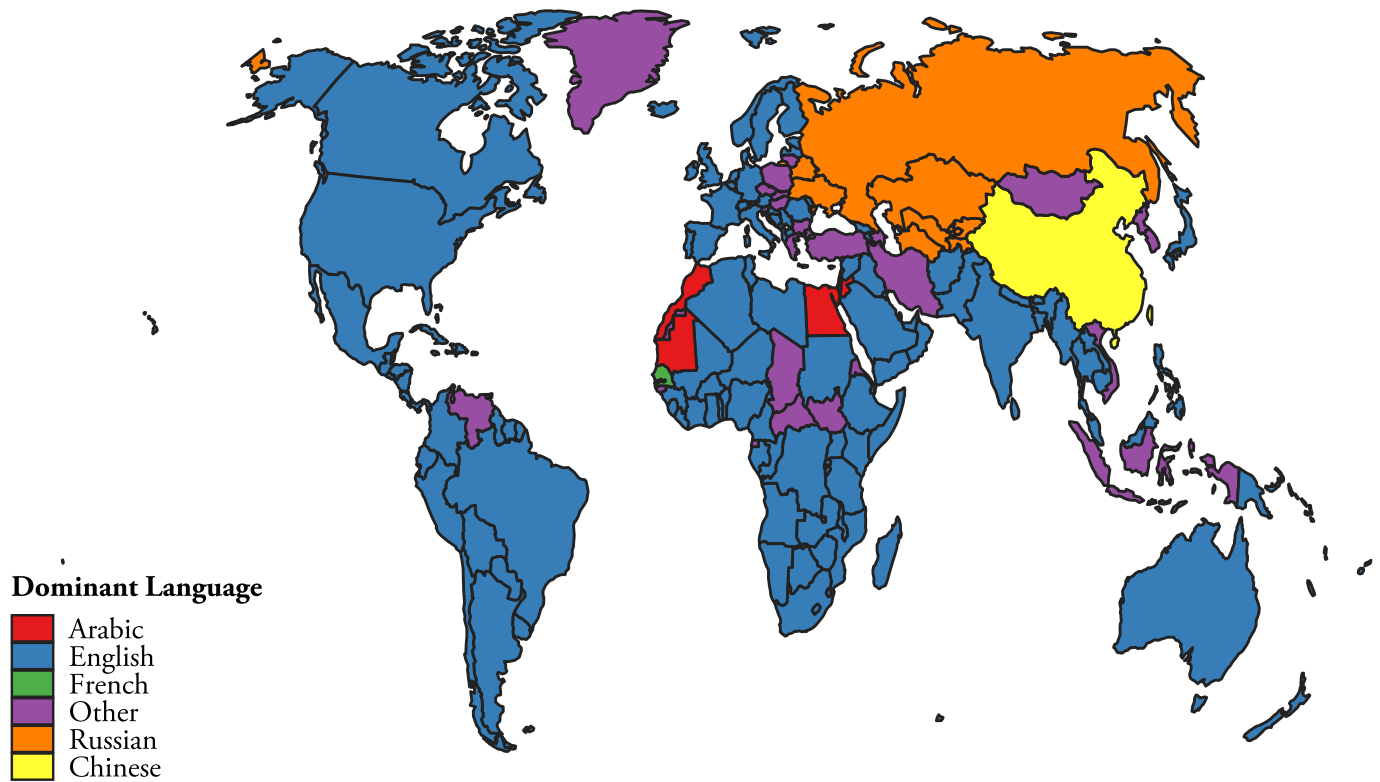 Dominant Language
Arabic
English
French
Other
Russian
Chinese